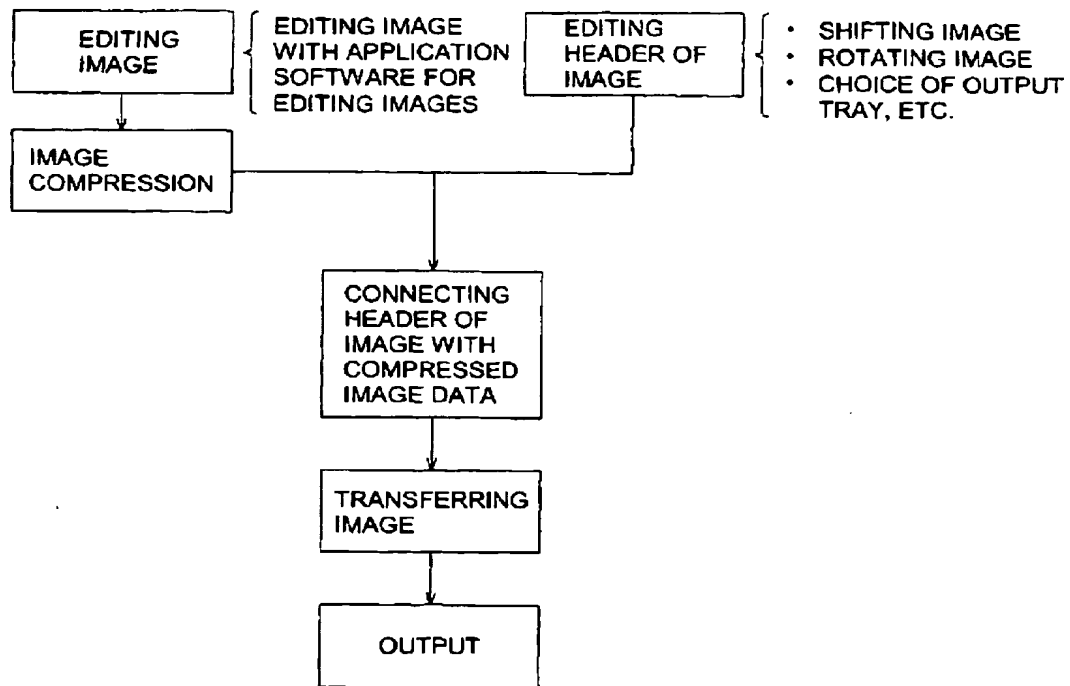 EDITING
IMAGE
EDITING IMAGE
WITH APPLICATION
SOFTWARE FOR
EDITING IMAGES
EDITING
HEADER OF
IMAGE
• SHIFTING IMAGE
• ROTATING IMAGE
• CHOICE OF OUTPUT
TRAY, ETC.
IMAGE
COMPRESSION
CONNECTING
HEADER OF
IMAGE WITH
COMPRESSED
IMAGE DATA
TRANSFERRING
IMAGE
OUTPUT